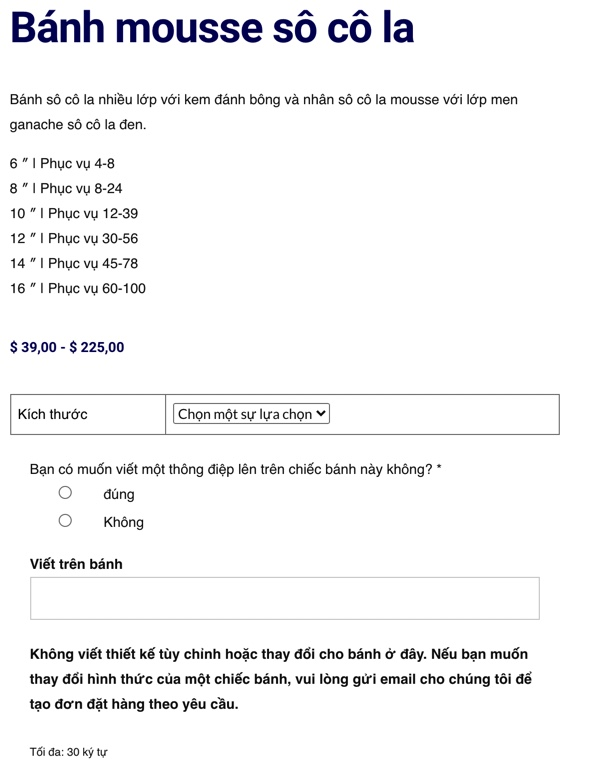 Bánh mousse sô cô la
Bánh sô cô la nhiều lớp với kem đánh bông và nhân sô cô la mousse với lớp men
ganache sô cô la đen.
6 ″ | Phục vụ 4-8
8 ″ | Phục vụ 8-24
10 ″ | Phục vụ 12-39
12 ″ | Phục vụ 30-56
14 ″ | Phục vụ 45-78
16 ″ | Phục vụ 60-100
$ 39,00 - $ 225,00
Kích thước Chọn một sự lựa chọn
Bạn có muốn viết một thông điệp lên trên chiếc bánh này không? *
đúng
Không
Viết trên bánh
Không viết thiết kế tùy chỉnh hoặc thay đổi cho bánh ở đây. Nếu bạn muốn
thay đổi hình thức của một chiếc bánh, vui lòng gửi email cho chúng tôi để
tạo đơn đặt hàng theo yêu cầu.
Tối đa: 30 ký tự